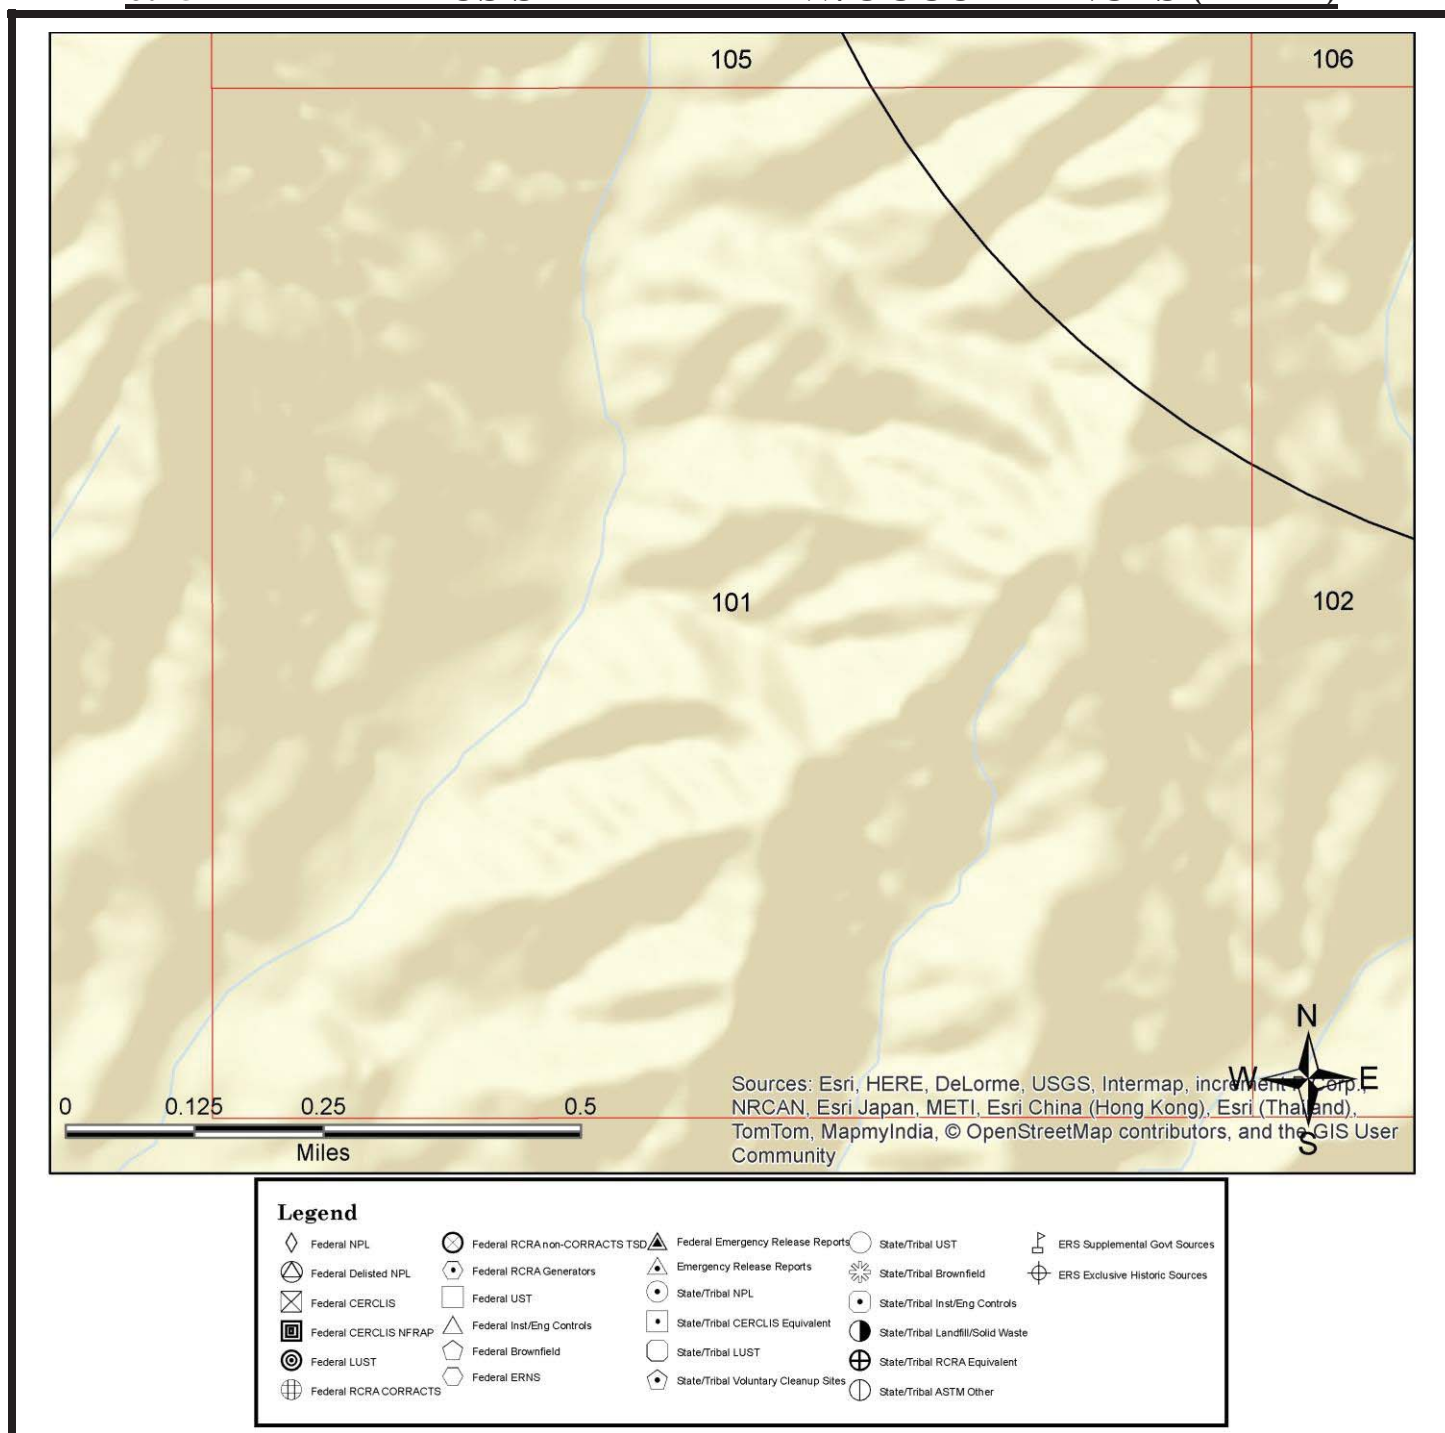 105
106
101
102
N
W
E
S
Sources: Esri, HERE, DeLorme, USGS, Intermap, increment P Corp.,
NRCAN, Esri Japan, METI, Esri China (Hong Kong), Esri (Thailand),
TomTom, MapmyIndia, © OpenStreetMap contributors, and the GIS User
Community
0 0.125 0.25 0.5
Miles
Legend
Federal NPL
Federal Delisted NPL
Federal CERCLIS
Federal CERCLIS NFRAP
Federal LUST
Federal RCRA CORRACTS
Federal RCRA non-CORRACTS TSD
Federal RCRA Generators
Federal UST
Federal Inst/Eng Controls
Federal Brownfield
Federal ERNS
Federal Emergency Release Reports
Emergency Release Reports
State/Tribal NPL
State/Tribal CERCLIS Equivalent
State/Tribal LUST
State/Tribal Voluntary Cleanup Sites
State/Tribal UST
State/Tribal Brownfield
State/Tribal Inst/Eng Controls
State/Tribal Landfill/Solid Waste
State/Tribal RCRA Equivalent
State/Tribal ASTM Other
ERS Supplemental Govt Sources
ERS Exclusive Historic Sources